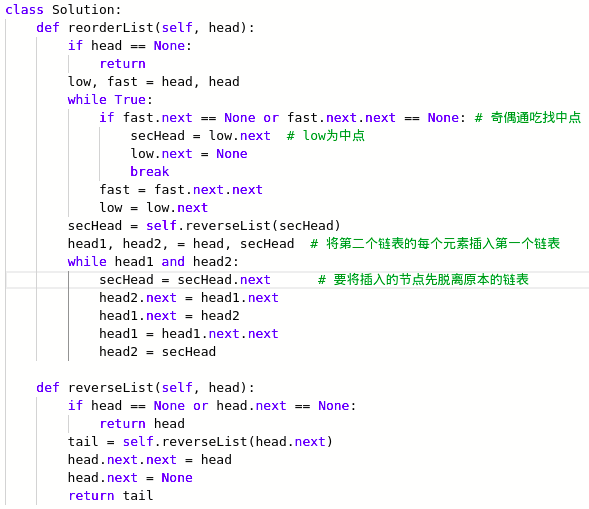 class Solution:
    def reorderList(self, head):
        if head == None:
            return
        low, fast = head, head
        while True:
            if fast.next == None or fast.next.next == None: # 奇偶通吃找中点
                secHead = low.next  # low为中点
                low.next = None
                break
            fast = fast.next.next
            low = low.next
        secHead = self.reverseList(secHead)
        head1, head2, = head, secHead  # 将第二个链表的每个元素插入第一个链表
        while head1 and head2:
            secHead = secHead.next      # 要将插入的节点先脱离原本的链表
            head2.next = head1.next
            head1.next = head2
            head1 = head1.next.next
            head2 = secHead

    def reverseList(self, head):
        if head == None or head.next == None:
            return head
        tail = self.reverseList(head.next)
        head.next.next = head
        head.next = None
        return tail